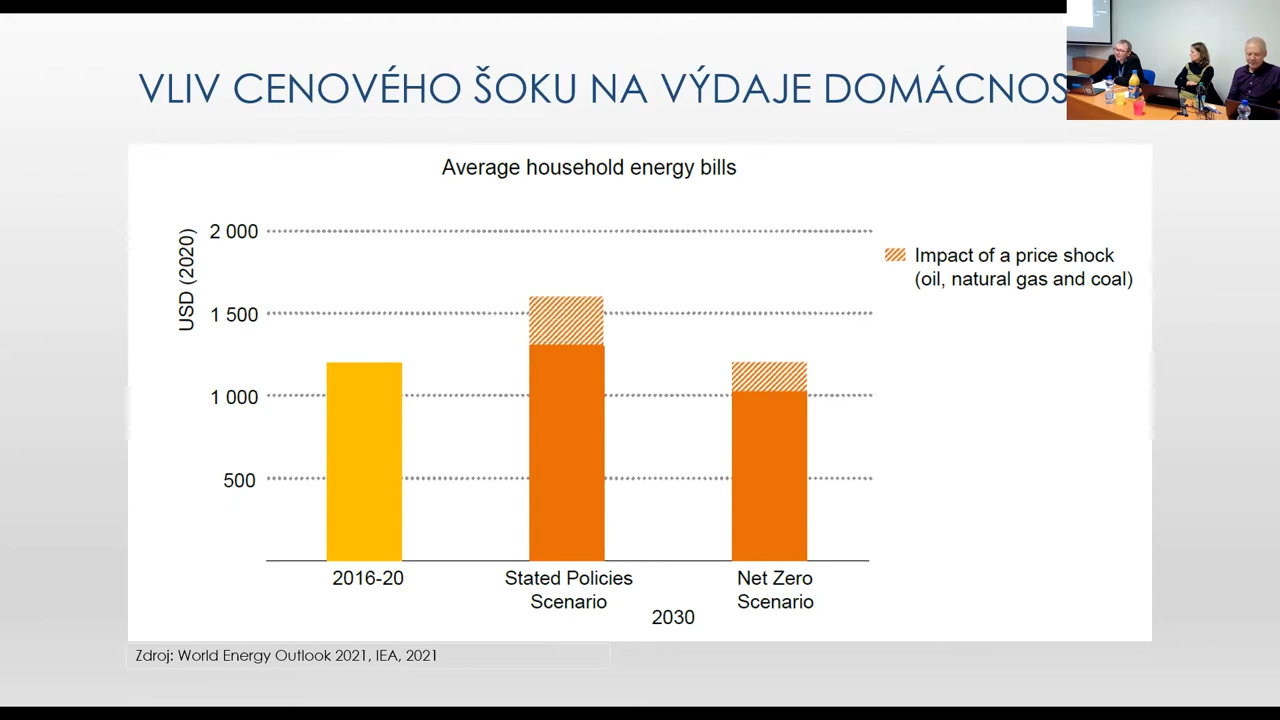 VLIV CENOVÉHO ŠOKU NA VÝDAJE DOMÁCNOS
Average household energy bills
USD (2020)
2 000
1 500
1 000
500
Impact of a price shock
(oil, natural gas and coal)
2016-20
Stated Policies
Scenario
Net Zero
Scenario
2030
Zdroj: World Energy Outlook 2021, IEA, 2021